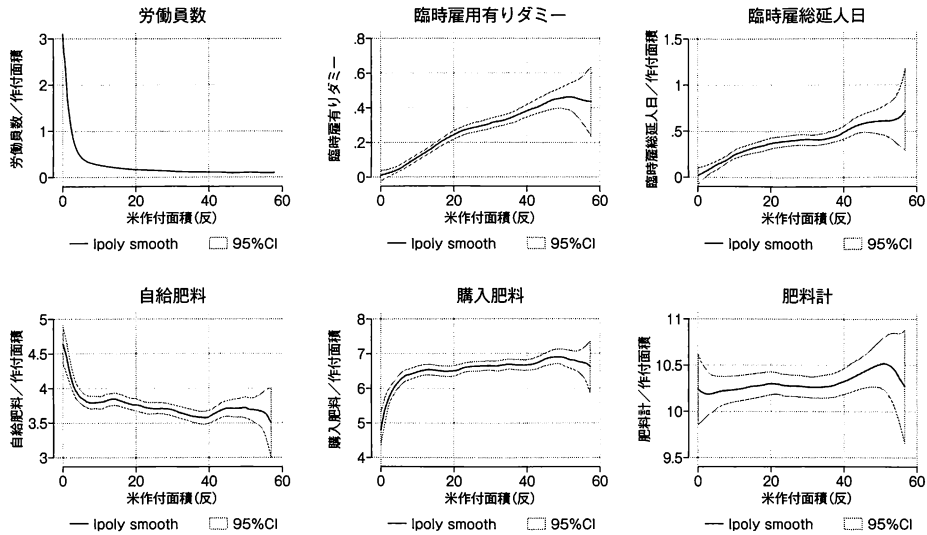 労働員数
3
2
1
0
労働員数／作付面積
0 20 40 60
米作付面積(反)
lpoly smooth 95%CI
臨時雇用有りダミー
.8
.6
.4
.2
0
臨時雇有りダミー
0 20 40 60
米作付面積(反)
lpoly smooth 95%CI
臨時雇総延人日
1.5
1
.5
0
臨時雇総延人日／作付面積
0 20 40 60
米作付面積(反)
lpoly smooth 95%CI
自給肥料
5
4.5
4
3.5
3
自給肥料／作付面積
0 20 40 60
米作付面積(反)
lpoly smooth 95%CI
購入肥料
8
7
6
5
4
購入肥料／作付面積
0 20 40 60
米作付面積(反)
lpoly smooth 95%CI
肥料計
11
10.5
10
9.5
肥料計／作付面積
0 20 40 60
米作付面積(反)
lpoly smooth 95%CI